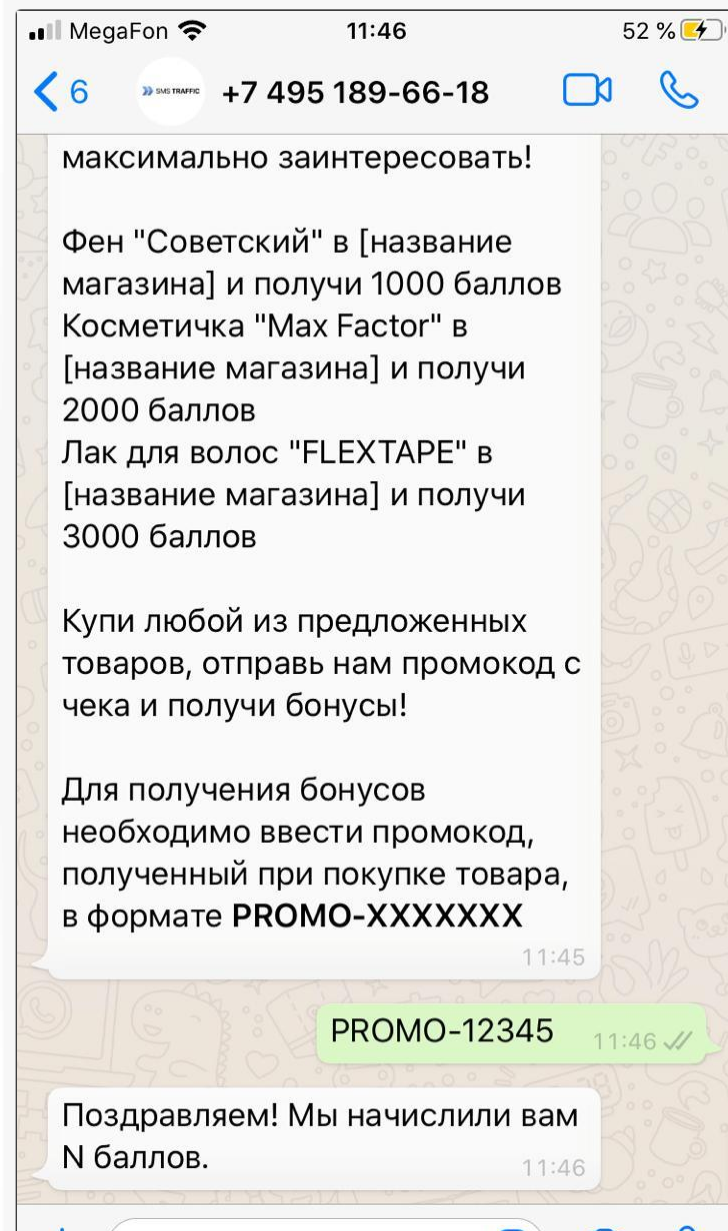 MegaFon 11:46 52 %
6 SMS TRAFFIC +7 495 189-66-18
максимально заинтересовать!
Фен "Советский" в [название
магазина] и получи 1000 баллов
Косметичка "Max Factor" в
[название магазина] и получи
2000 баллов
Лак для волос "FLEXTAPE" в
[название магазина] и получи
3000 баллов
Купи любой из предложенных
товаров, отправь нам промокод с
чека и получи бонусы!
Для получения бонусов
необходимо ввести промокод,
полученный при покупке товара,
в формате PROMO-XXXXXXX
11:45
PROMO-12345 11:46
Поздравляем! Мы начислили вам
N баллов.
11:46